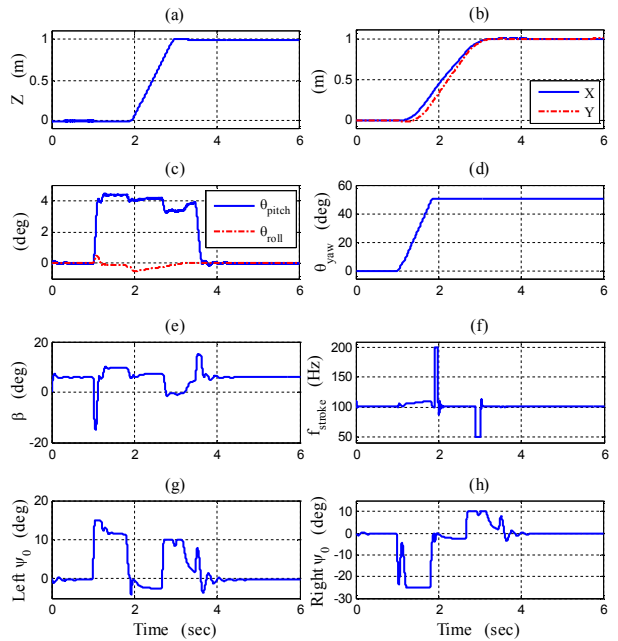 (a)
Z (m)
1
0.5
0
0 2 4 6
(b)
(m)
1
0.5
0
0 2 4 6
X
Y
(c)
(deg)
4
2
0
0 2 4 6
θpitch
θroll
(d)
θyaw (deg)
60
40
20
0
0 2 4 6
(e)
β (deg)
20
0
-20
0 2 4 6
(f)
fstroke (Hz)
200
150
100
50
0 2 4 6
(g)
Left ψ0 (deg)
20
10
0
-10
0 2 4 6
Time (sec)
(h)
Right ψ0 (deg)
10
0
-10
-20
-30
0 2 4 6
Time (sec)